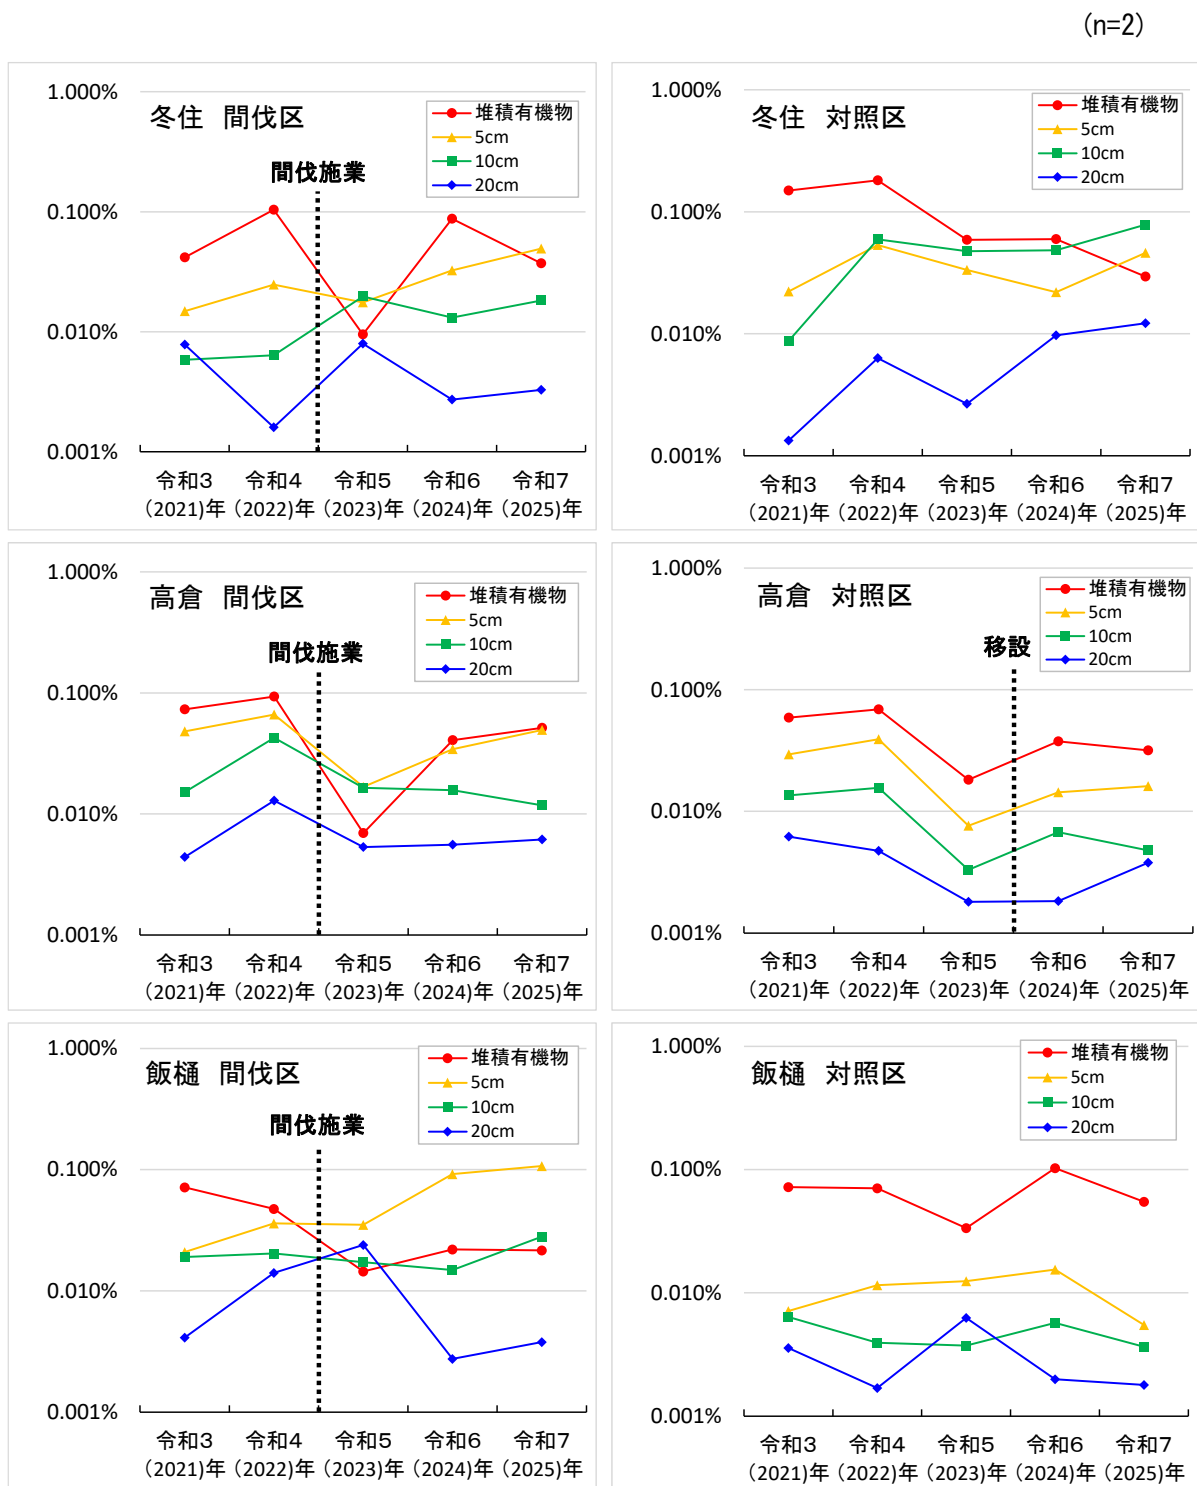 (n=2)
冬住 間伐区
間伐施業
堆積有機物
5cm
10cm
20cm
1.000%
0.100%
0.010%
0.001%
令和3 令和4 令和5 令和6 令和7
(2021)年 (2022)年 (2023)年 (2024)年 (2025)年
冬住 対照区
堆積有機物
5cm
10cm
20cm
1.000%
0.100%
0.010%
0.001%
令和3 令和4 令和5 令和6 令和7
(2021)年 (2022)年 (2023)年 (2024)年 (2025)年
高倉 間伐区
間伐施業
堆積有機物
5cm
10cm
20cm
1.000%
0.100%
0.010%
0.001%
令和3 令和4 令和5 令和6 令和7
(2021)年 (2022)年 (2023)年 (2024)年 (2025)年
高倉 対照区
移設
堆積有機物
5cm
10cm
20cm
1.000%
0.100%
0.010%
0.001%
令和3 令和4 令和5 令和6 令和7
(2021)年 (2022)年 (2023)年 (2024)年 (2025)年
飯樋 間伐区
間伐施業
堆積有機物
5cm
10cm
20cm
1.000%
0.100%
0.010%
0.001%
令和3 令和4 令和5 令和6 令和7
(2021)年 (2022)年 (2023)年 (2024)年 (2025)年
飯樋 対照区
堆積有機物
5cm
10cm
20cm
1.000%
0.100%
0.010%
0.001%
令和3 令和4 令和5 令和6 令和7
(2021)年 (2022)年 (2023)年 (2024)年 (2025)年